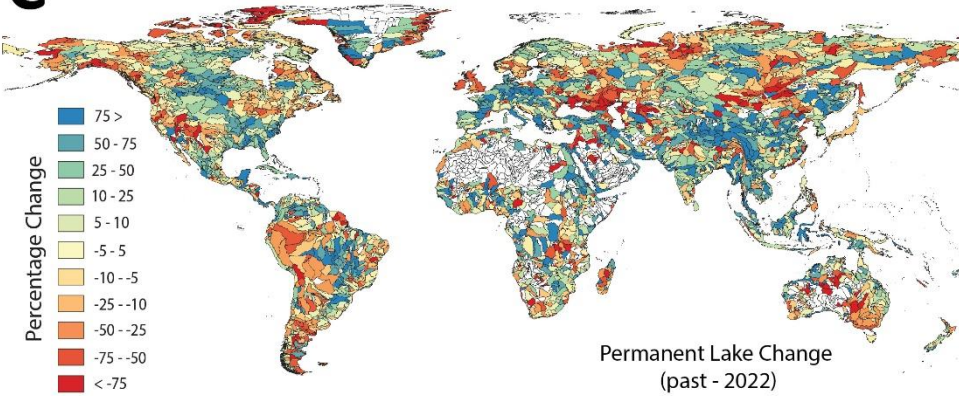 Percentage Change
75 >
50 - 75
25 - 50
10 - 25
5 - 10
-5 - 5
-10 - -5
-25 - -10
-50 - -25
-75 - -50
< -75
Permanent Lake Change
(past - 2022)